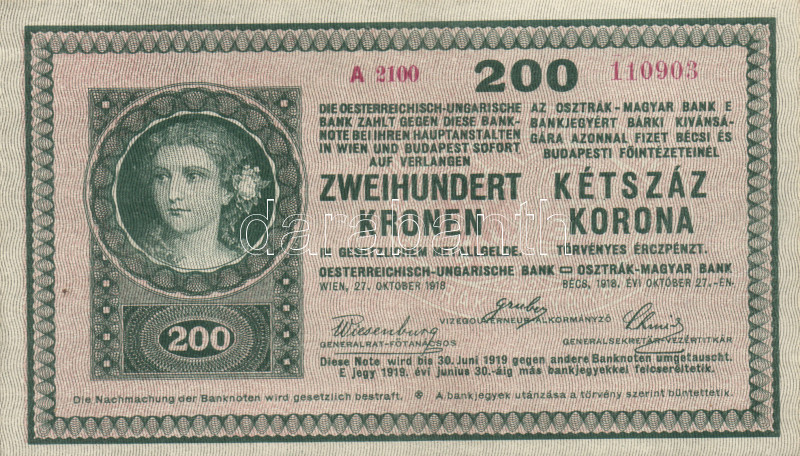 A 2100 200 110903
DIE OESTERREICHISCH-UNGARISCHE
BANK ZAHLT GEGEN DIESE BANK-
NOTE BEI IHREN HAUPTANSTALTEN
IN WIEN UND BUDAPEST SOFORT
AUF VERLANGEN
ZWEIHUNDERT
KRONEN
IN GESETZLICHEM METALLGELDE.
AZ OSZTRÁK-MAGYAR BANK E
BANKJEGYÉRT BÁRKI KIVÁNSÁ-
GÁRA AZONNAL FIZET BÉCSI ÉS
BUDAPESTI FŐINTÉZETEINÉL
KÉTSZÁZ
KORONA
TÖRVÉNYES ÉRCZPÉNZT.
darabanth
OESTERREICHISCH-UNGARISCHE BANK OSZTRÁK-MAGYAR BANK
WIEN, 27. OKTOBER 1918 BÉCS, 1918. ÉVI OKTÓBER 27.-ÉN.
Gruber
VIZEGOUVERNEUR-ALKORMÁNYZÓ
Wiesenburg
GENERALRAT-FŐTANÁCSOS
Schmid
GENERALSEKRETÄR-VEZÉRTITKÁR
200
Diese Note wird bis 30. Juni 1919 gegen andere Banknoten umgetauscht.
E jegy 1919. évi junius 30.-áig más bankjegyekkel felcseréltetik.
Die Nachmachung der Banknoten wird gesetzlich bestraft. A bankjegyek utánzása a törvény szerint büntettetik.